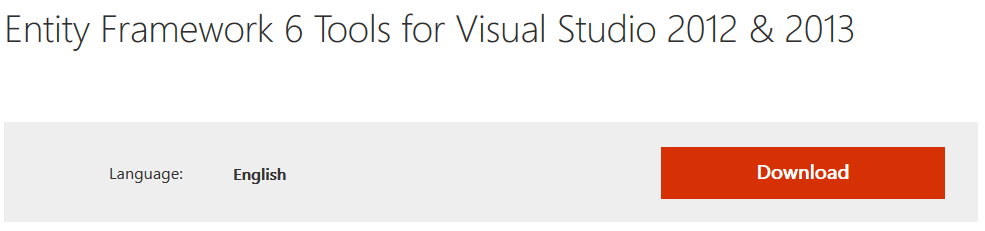 Entity Framework 6 Tools for Visual Studio 2012 & 2013
Language: English Download